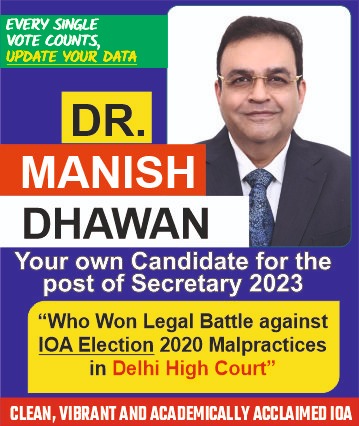 EVERY SINGLE
VOTE COUNTS,
UPDATE YOUR DATA
DR.
MANISH
DHAWAN
Your own Candidate for the
post of Secretary 2023
“Who Won Legal Battle against
IOA Election 2020 Malpractices
in Delhi High Court”
CLEAN, VIBRANT AND ACADEMICALLY ACCLAIMED IOA